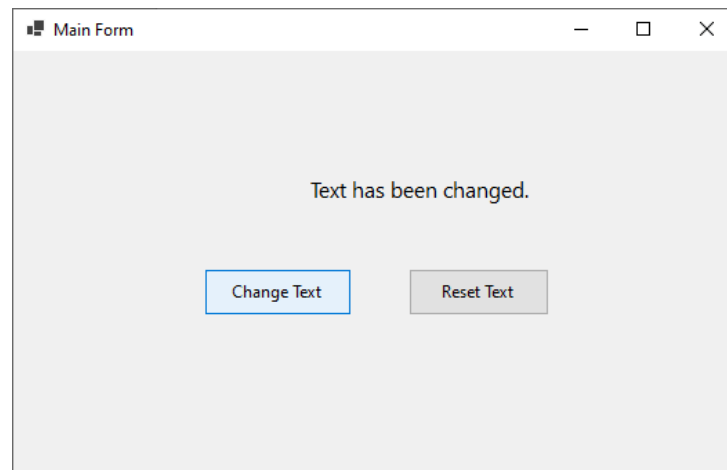 Main Form
Text has been changed.
Change Text
Reset Text